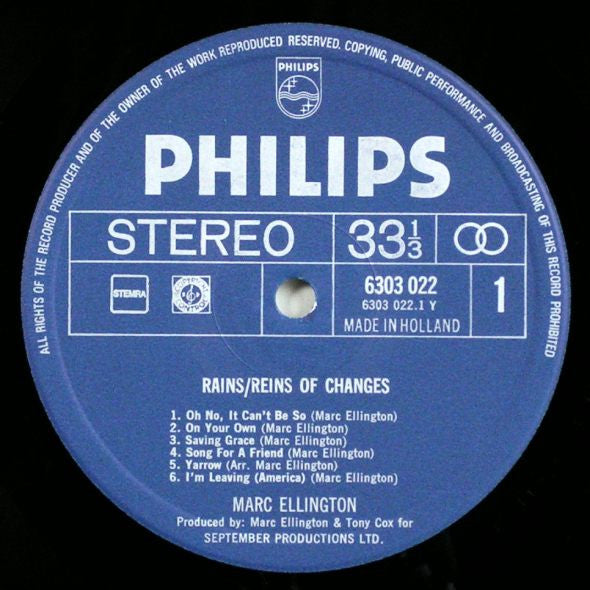 ALL RIGHTS OF THE RECORD PRODUCER AND OF THE OWNER OF THE WORK REPRODUCED RESERVED. COPYING, PUBLIC PERFORMANCE AND BROADCASTING OF THIS RECORD PROHIBITED
PHILIPS
PHILIPS
STEREO 33 1/3
STEMRA 6303 022 1
6303 022.1 Y
MADE IN HOLLAND
RAINS/REINS OF CHANGES
1. Oh No, It Can't Be So (Marc Ellington)
2. On Your Own (Marc Ellington)
3. Saving Grace (Marc Ellington)
4. Song For A Friend (Marc Ellington)
5. Yarrow (Arr. Marc Ellington)
6. I'm Leaving (America) (Marc Ellington)
MARC ELLINGTON
Produced by: Marc Ellington & Tony Cox for
SEPTEMBER PRODUCTIONS LTD.